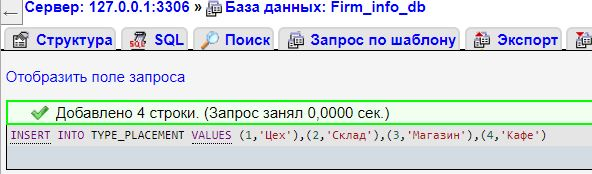 Сервер: 127.0.0.1:3306 » База данных: Firm_info_db
Структура SQL Поиск Запрос по шаблону Экспорт
Отобразить поле запроса
Добавлено 4 строки. (Запрос занял 0,0000 сек.)
INSERT INTO TYPE_PLACEMENT VALUES (1,'Цех'),(2,'Склад'),(3,'Магазин'),(4,'Кафе')